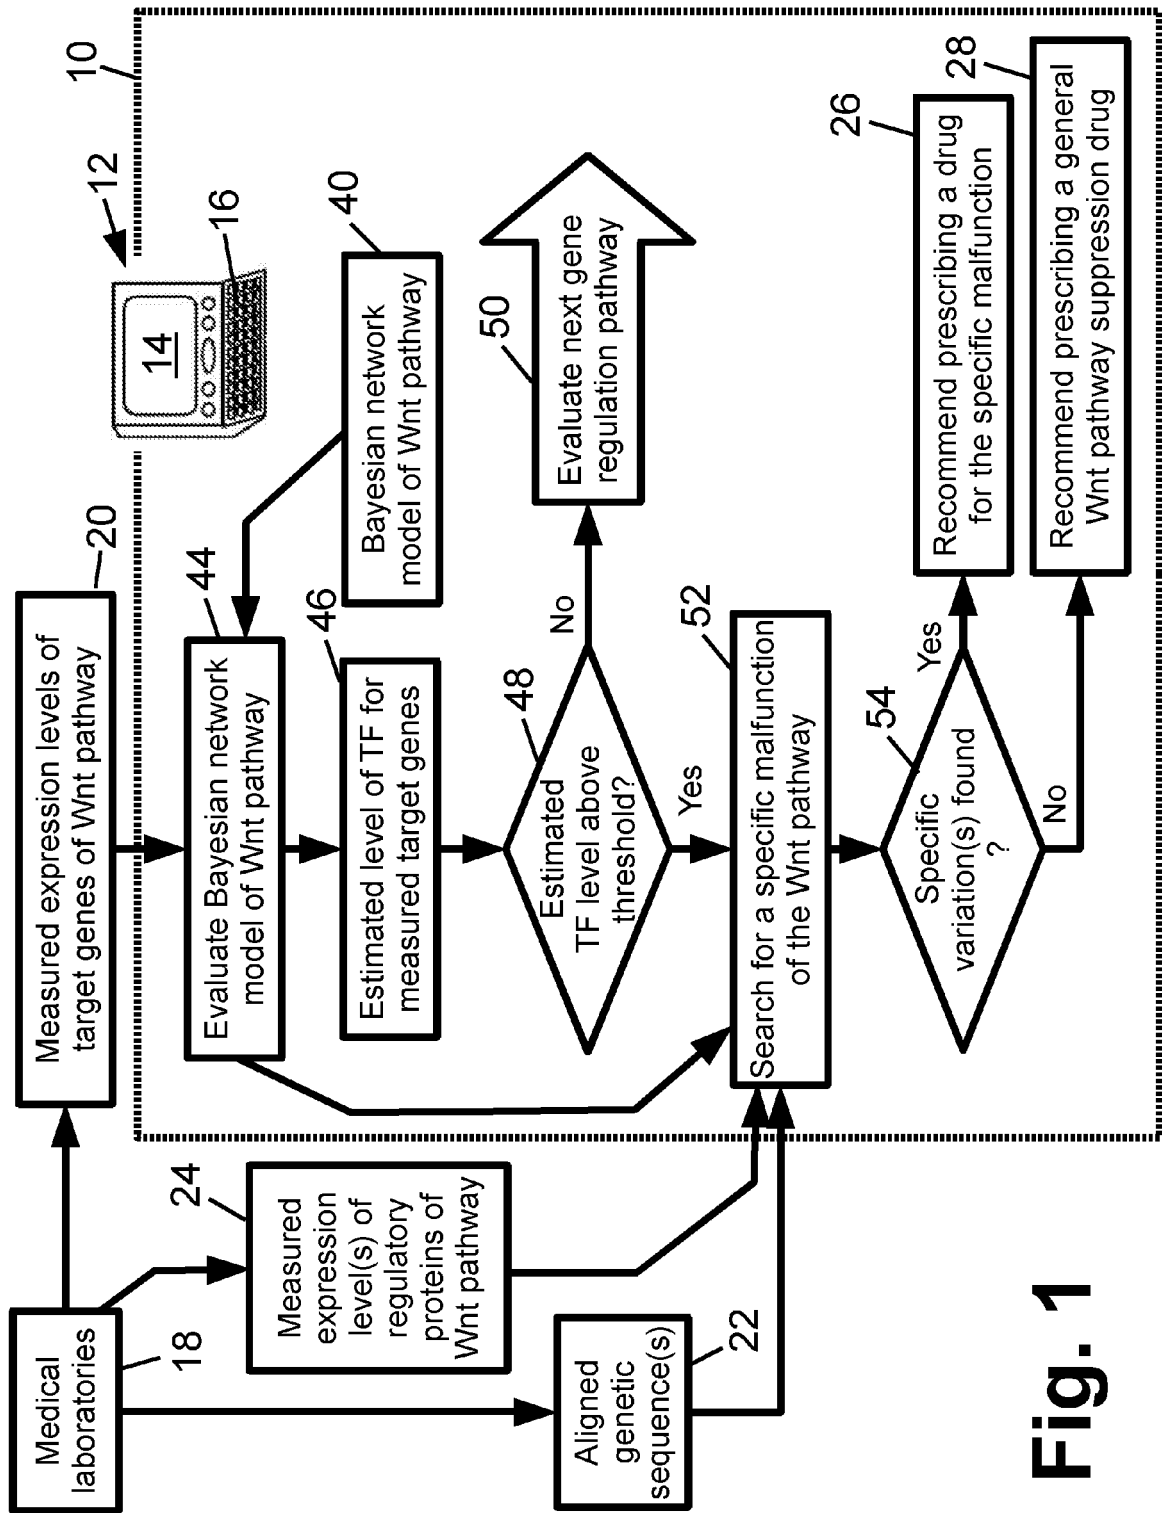 Medical
laboratories
18
Measured expression levels of
target genes of Wnt pathway
20
12
10
14
16
Measured
expression
level(s) of
regulatory
proteins of
Wnt pathway
24
Aligned
genetic
sequence(s)
22
Evaluate Bayesian network
model of Wnt pathway
44
Bayesian network
model of Wnt pathway
40
Estimated level of TF for
measured target genes
46
Estimated
TF level above
threshold?
48
No
Evaluate next gene
regulation pathway
50
Yes
Search for a specific malfunction
of the Wnt pathway
52
Specific
variation(s) found
?
54
Yes
Recommend prescribing a drug
for the specific malfunction
26
No
Recommend prescribing a general
Wnt pathway suppression drug
28
Fig. 1